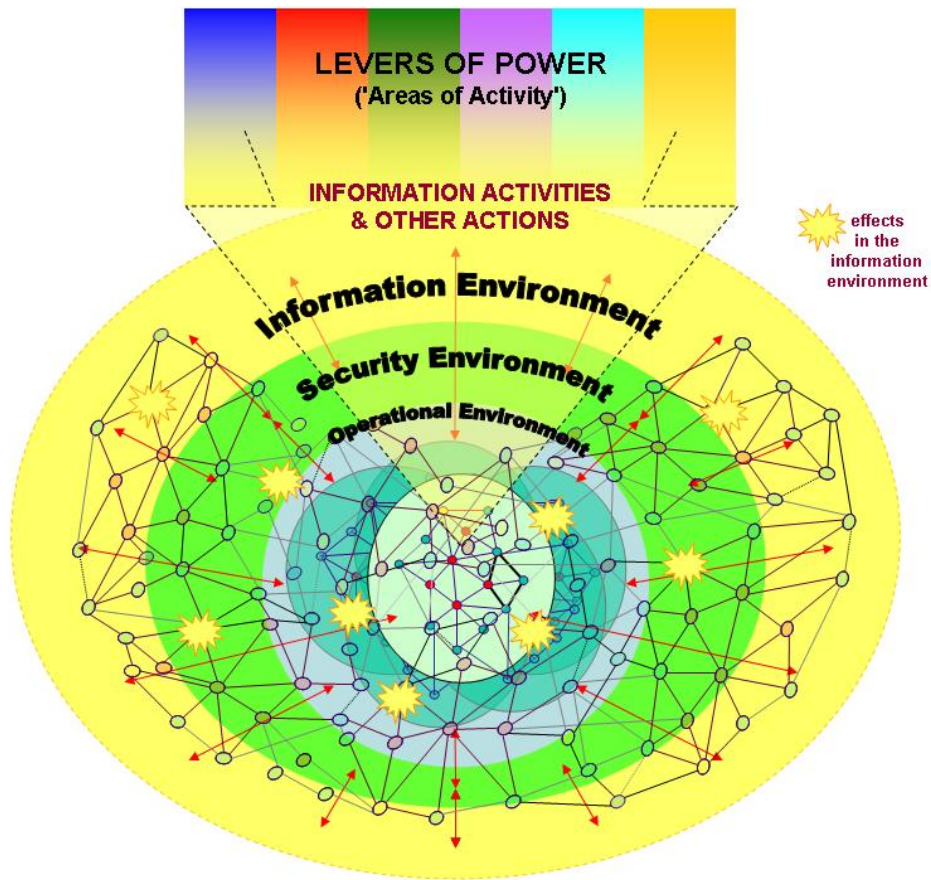 LEVERS OF POWER
('Areas of Activity')
INFORMATION ACTIVITIES
& OTHER ACTIONS
effects
in the
information
environment
Information Environment
Security Environment
Operational Environment